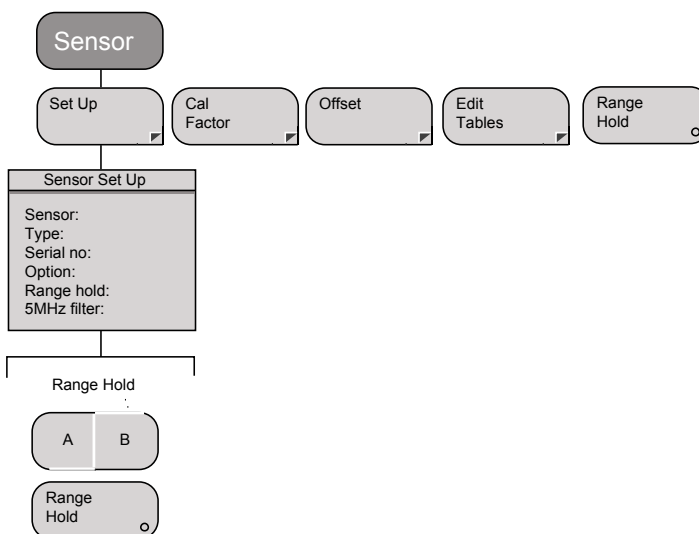 Sensor
Set Up
Cal
Factor
Offset
Edit
Tables
Range
Hold
Sensor Set Up
Sensor:
Type:
Serial no:
Option:
Range hold:
5MHz filter:
Range Hold
A B
Range
Hold